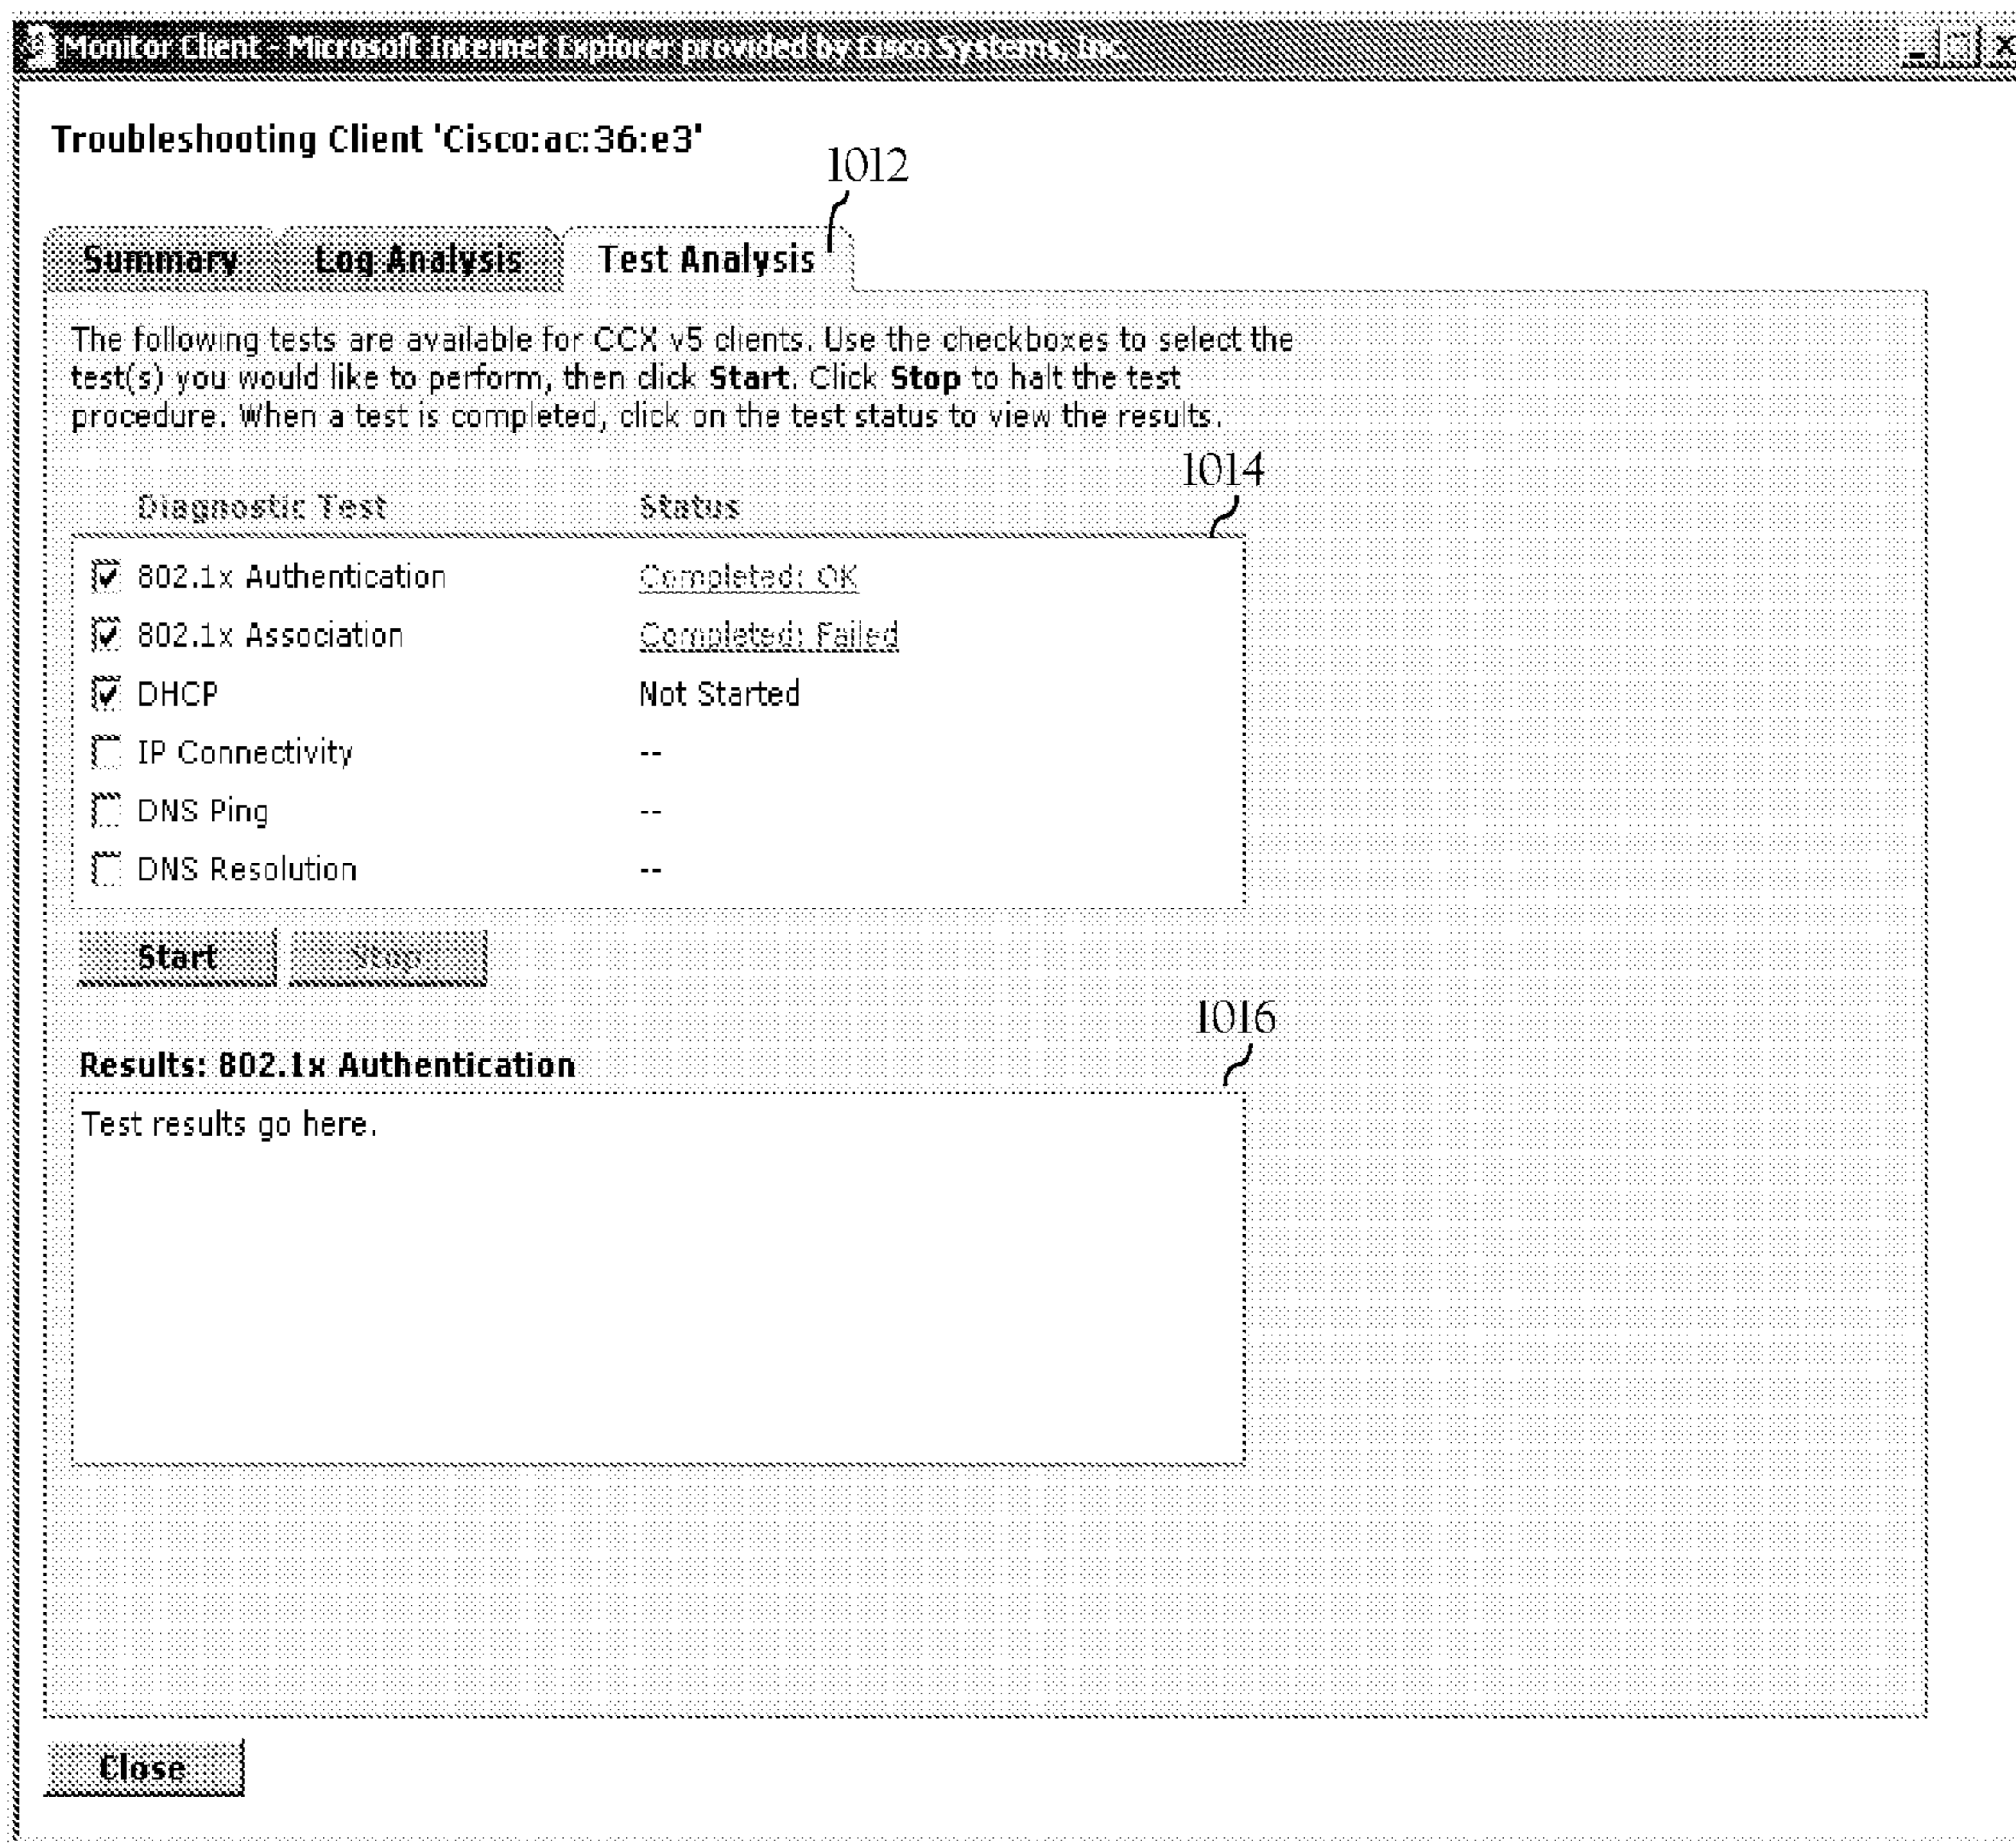 Monitor Client - Microsoft Internet Explorer provided by Cisco Systems, Inc.
Troubleshooting Client 'Cisco:ac:36:e3'
1012
Summary Log Analysis Test Analysis
The following tests are available for CCX v5 clients. Use the checkboxes to select the
test(s) you would like to perform, then click Start. Click Stop to halt the test
procedure. When a test is completed, click on the test status to view the results.
1014
Diagnostic Test Status
802.1x Authentication Completed: OK
802.1x Association Completed: Failed
DHCP Not Started
IP Connectivity --
DNS Ping --
DNS Resolution --
Start Stop
1016
Results: 802.1x Authentication
Test results go here.
Close